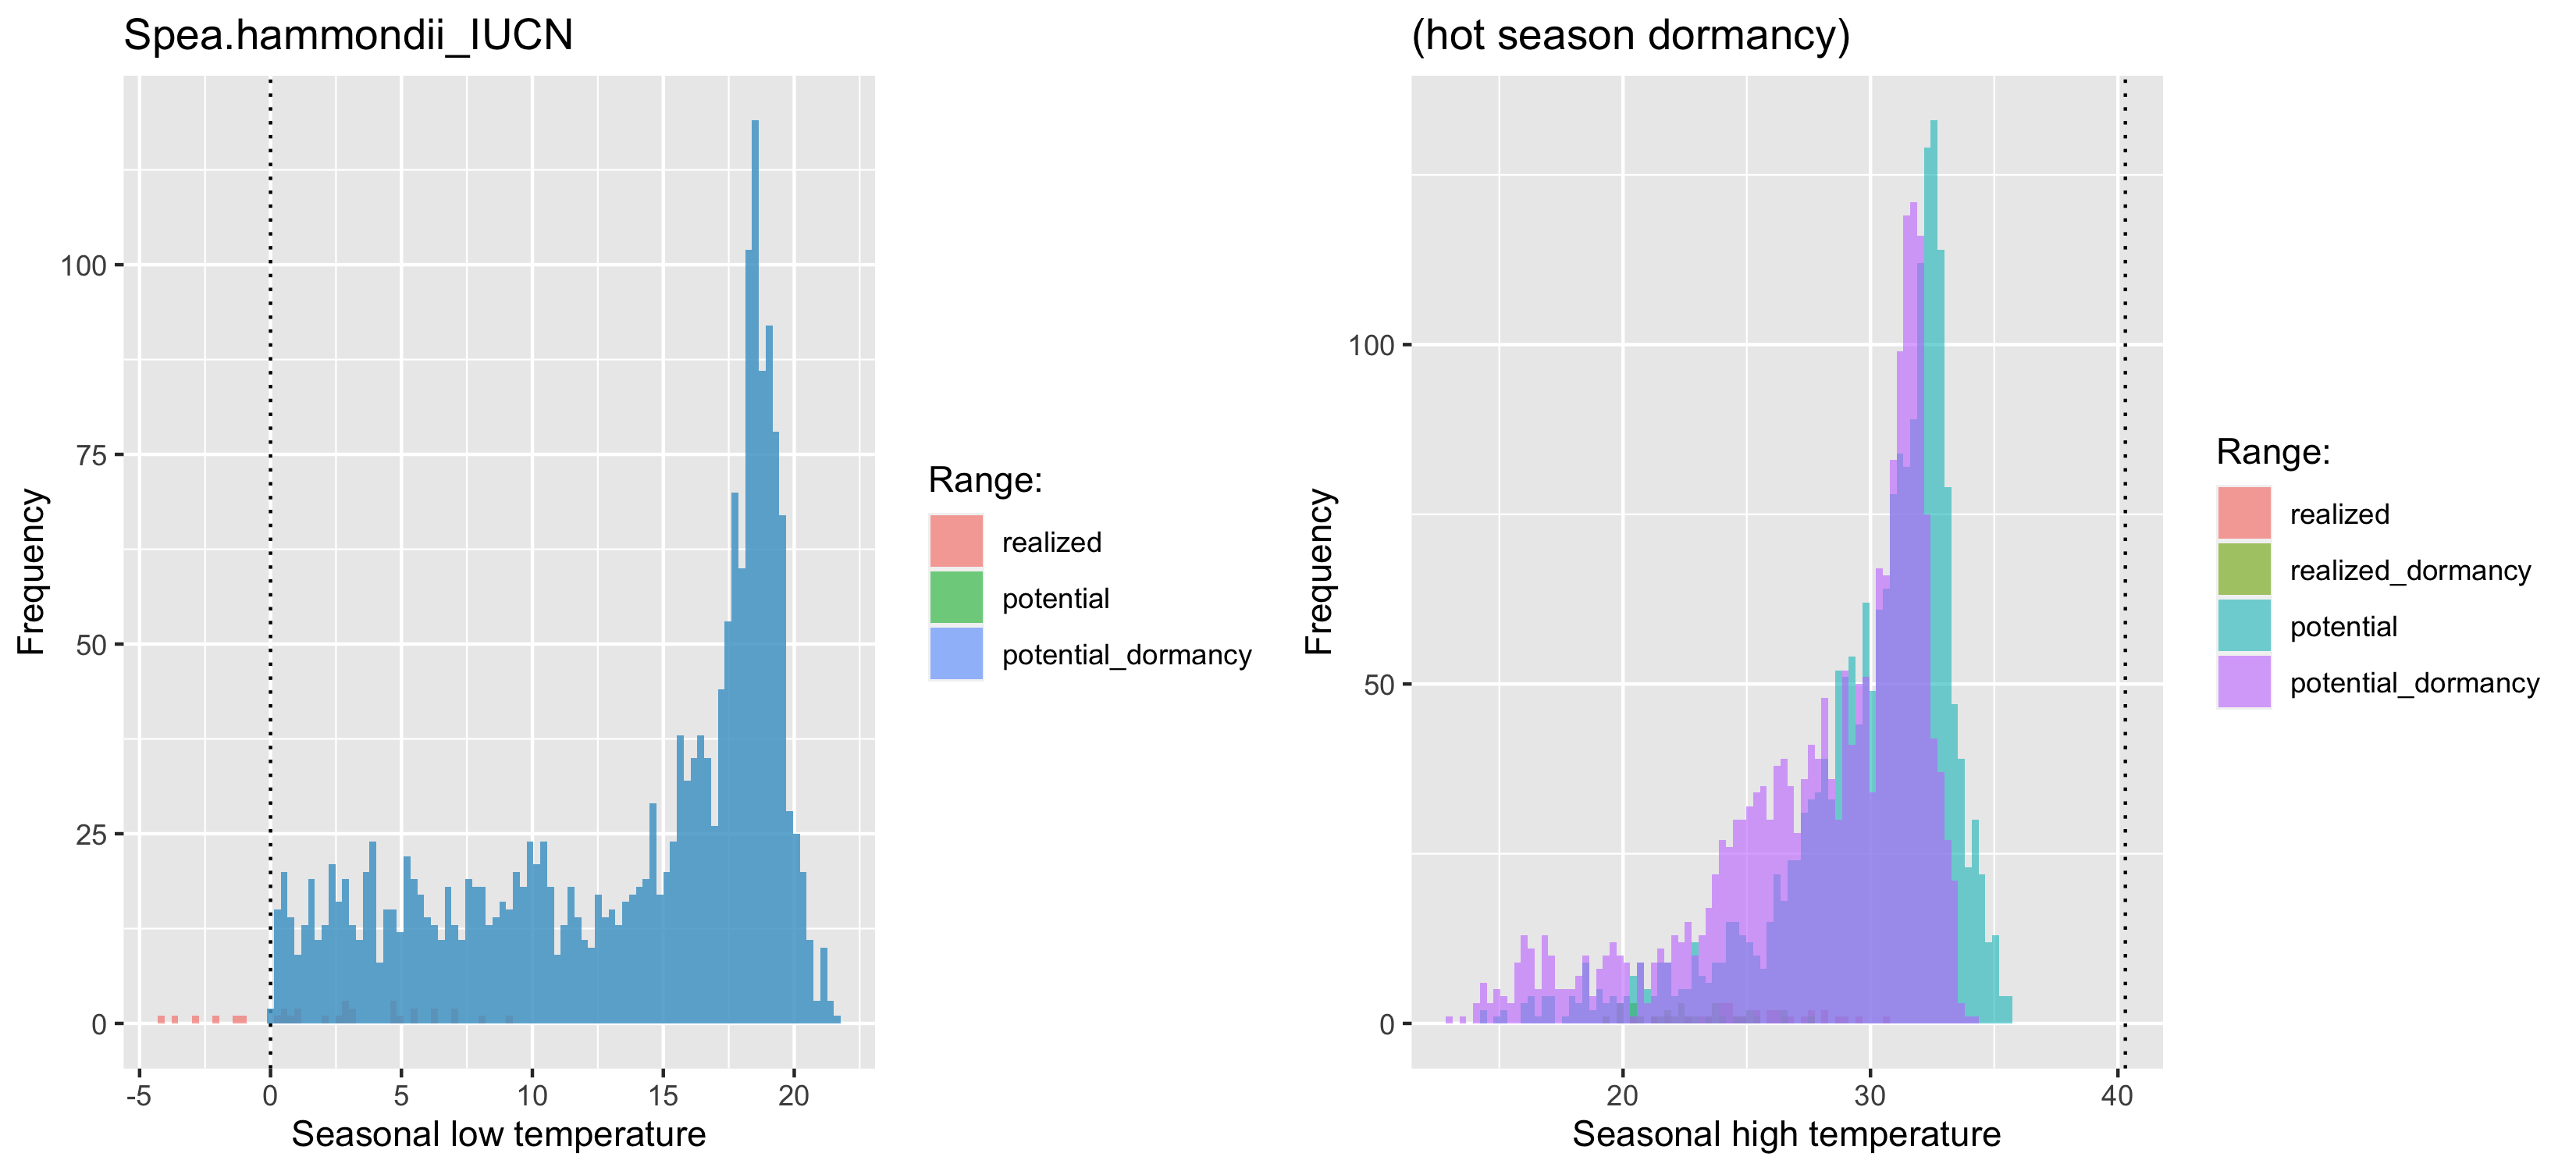 Spea.hammondii_IUCN
(hot season dormancy)
Frequency
100
75
50
25
0
-5
0
5
10
15
20
Seasonal low temperature
Range:
realized
potential
potential_dormancy
Frequency
100
50
0
20
30
40
Seasonal high temperature
Range:
realized
realized_dormancy
potential
potential_dormancy